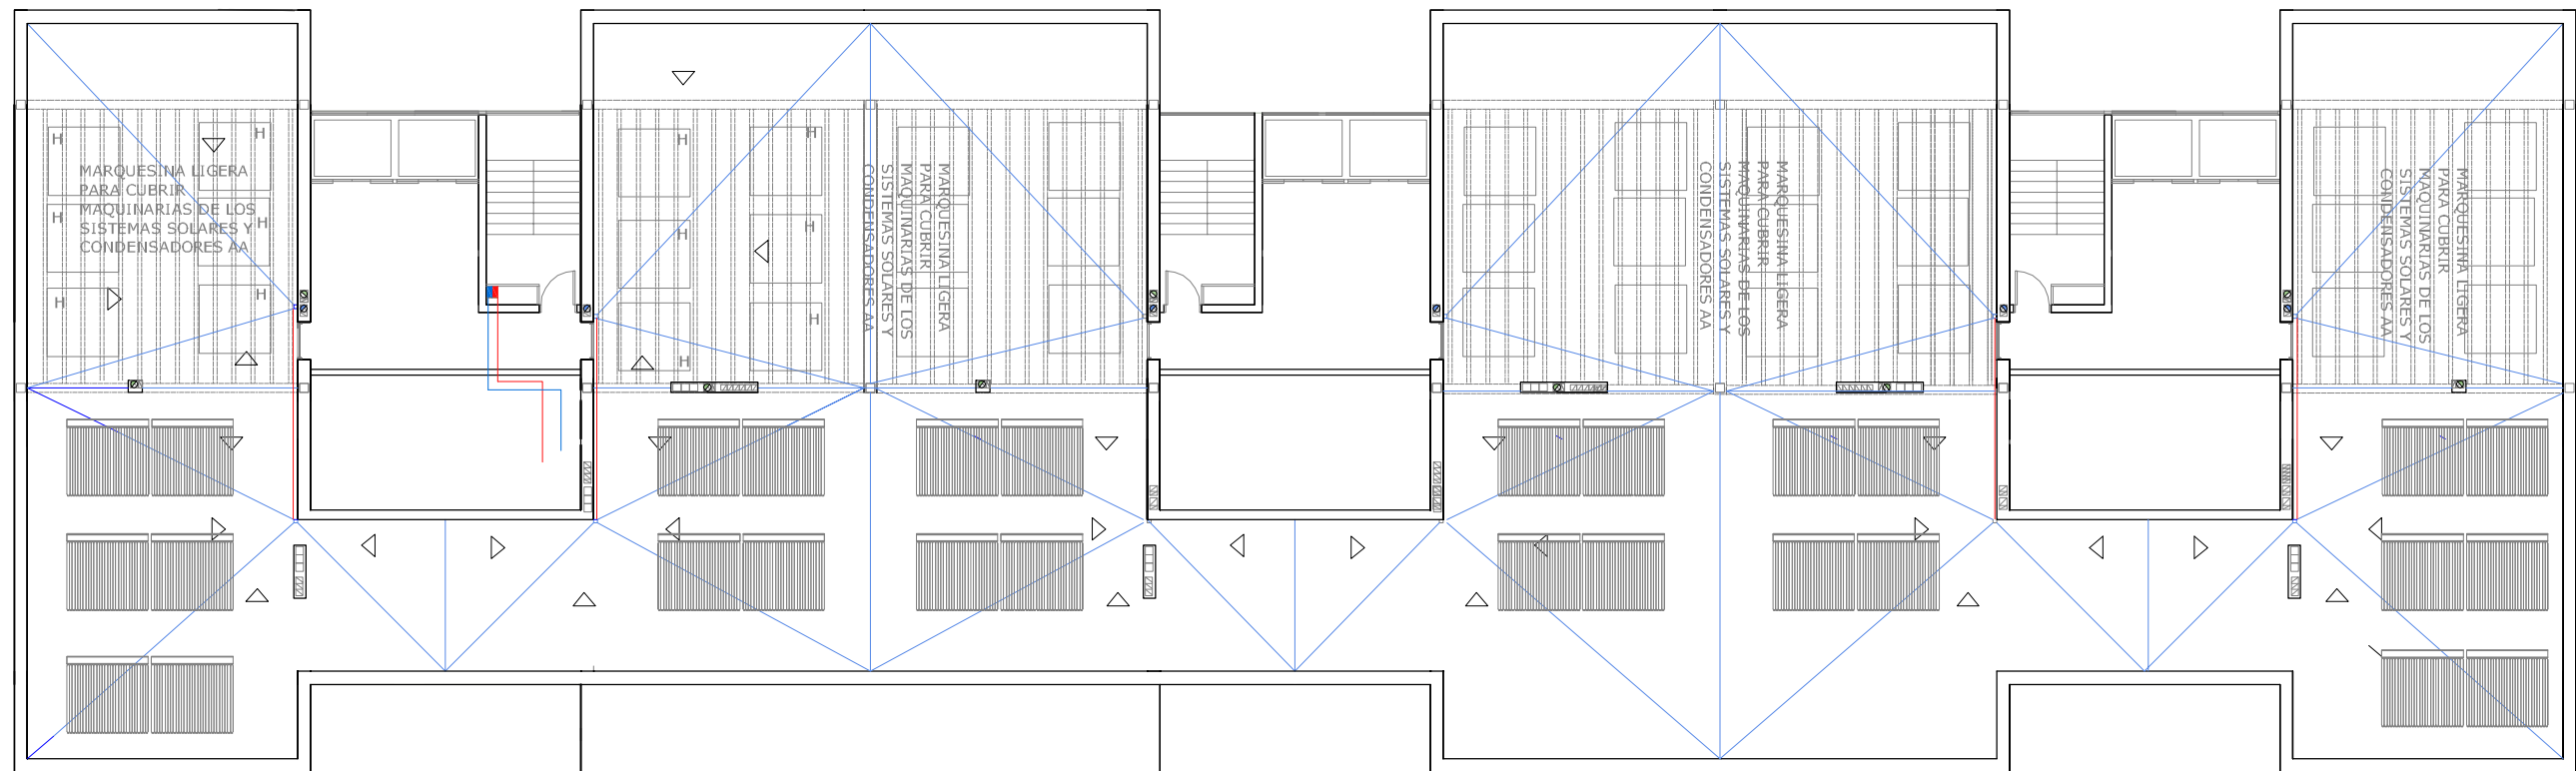 H
H
MARQUESINA LIGERA
PARA CUBRIR
MAQUINARIAS DE LOS
SISTEMAS SOLARES Y
CONDENSADORES AA
H
H
H
H
H
H
H
H
H
H
MARQUESINA LIGERA
PARA CUBRIR
MAQUINARIAS DE LOS
SISTEMAS SOLARES Y
CONDENSADORES AA
MARQUESINA LIGERA
PARA CUBRIR
MAQUINARIAS DE LOS
SISTEMAS SOLARES Y
CONDENSADORES AA
MARQUESINA LIGERA
PARA CUBRIR
MAQUINARIAS DE LOS
SISTEMAS SOLARES Y
CONDENSADORES AA